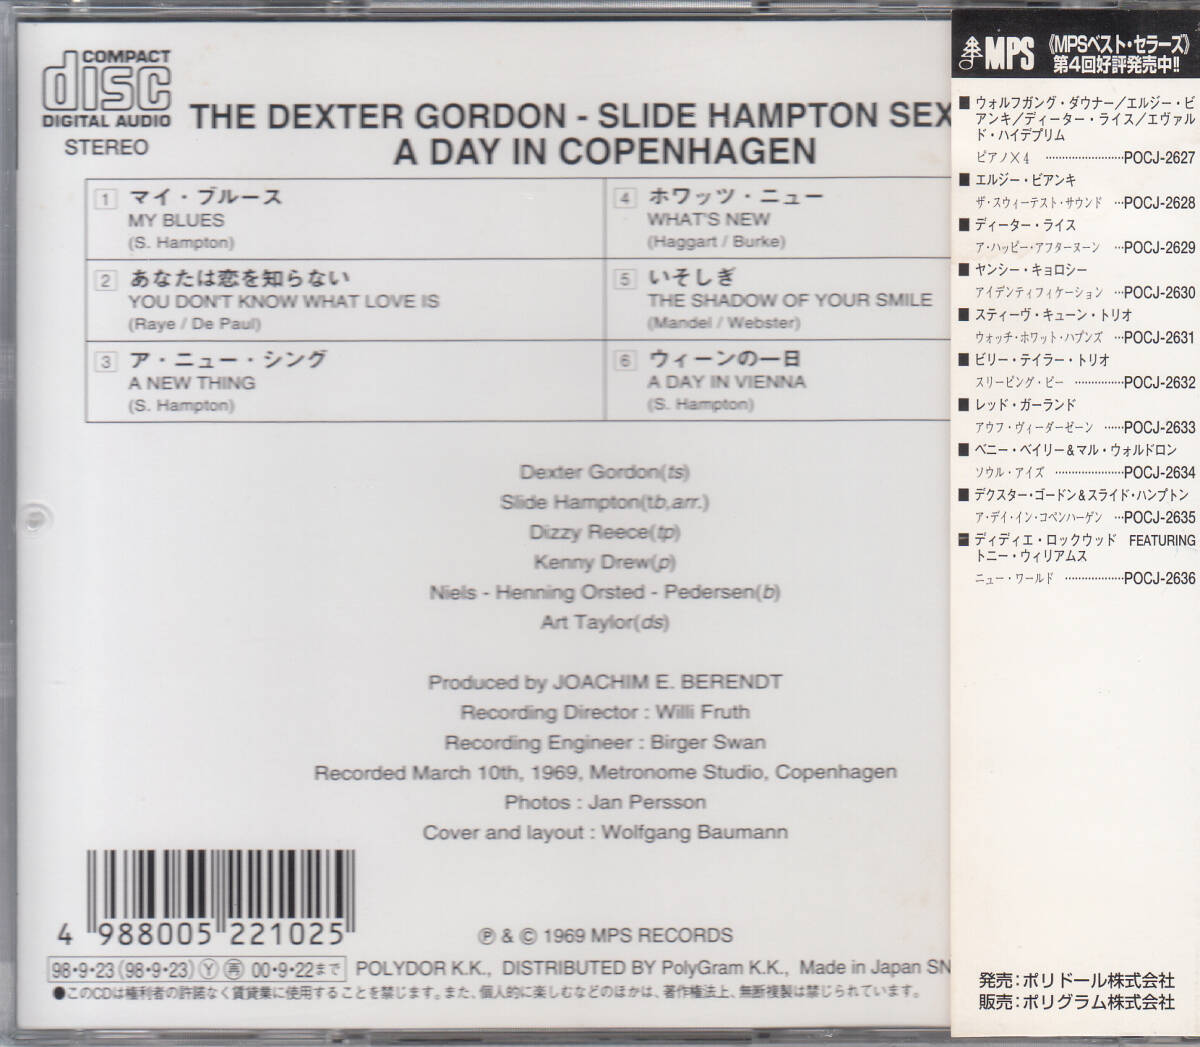 COMPACT
disc
DIGITAL AUDIO
STEREO
THE DEXTER GORDON - SLIDE HAMPTON SEX
A DAY IN COPENHAGEN
1 マイ・ブルース
MY BLUES
(S. Hampton)
2 あなたは恋を知らない
YOU DON'T KNOW WHAT LOVE IS
(Raye / De Paul)
3 ア・ニュー・シング
A NEW THING
(S. Hampton)
4 ホワッツ・ニュー
WHAT'S NEW
(Haggart / Burke)
5 いそしぎ
THE SHADOW OF YOUR SMILE
(Mandel / Webster)
6 ウィーンの一日
A DAY IN VIENNA
(S. Hampton)
Dexter Gordon(ts)
Slide Hampton(tb,arr.)
Dizzy Reece(tp)
Kenny Drew(p)
Niels - Henning Orsted - Pedersen(b)
Art Taylor(ds)
Produced by JOACHIM E. BERENDT
Recording Director : Willi Fruth
Recording Engineer : Birger Swan
Recorded March 10th, 1969, Metronome Studio, Copenhagen
Photos : Jan Persson
Cover and layout : Wolfgang Baumann
4 988005 221025
℗ & © 1969 MPS RECORDS
98・9・23(98・9・23) Ⓨ 再 00・9・22まで POLYDOR K.K., DISTRIBUTED BY PolyGram K.K., Made in Japan SN
●このCDは権利者の許諾なく賃貸業に使用することを禁じます。また、個人的に楽しむなどのほかは、著作権法上、無断複製は禁じられています。
MPS 《MPSベスト・セラーズ》
第4回好評発売中!!
■ ウォルフガング・ダウナー／エルジー・ビ
アンキ／ディーター・ライス／エヴァル
ド・ハイデプリム
ピアノ×4 ……………………POCJ-2627
■ エルジー・ビアンキ
ザ・スウィーテスト・サウンド …POCJ-2628
■ ディーター・ライス
ア・ハッピー・アフターヌーン …POCJ-2629
■ ヤンシー・キョロシー
アイデンティフィケーション …POCJ-2630
■ スティーヴ・キューン・トリオ
ウォッチ・ホワット・ハプンズ …POCJ-2631
■ ビリー・テイラー・トリオ
スリーピング・ビー ……………POCJ-2632
■ レッド・ガーランド
アウフ・ヴィーダーゼーン ……POCJ-2633
■ ベニー・ベイリー＆マル・ウォルドロン
ソウル・アイズ …………………POCJ-2634
■ デクスター・ゴードン＆スライド・ハンプトン
ア・デイ・イン・コペンハーゲン …POCJ-2635
■ ディディエ・ロックウッド FEATURING
トニー・ウィリアムス
ニュー・ワールド ………………POCJ-2636
発売：ポリドール株式会社
販売：ポリグラム株式会社